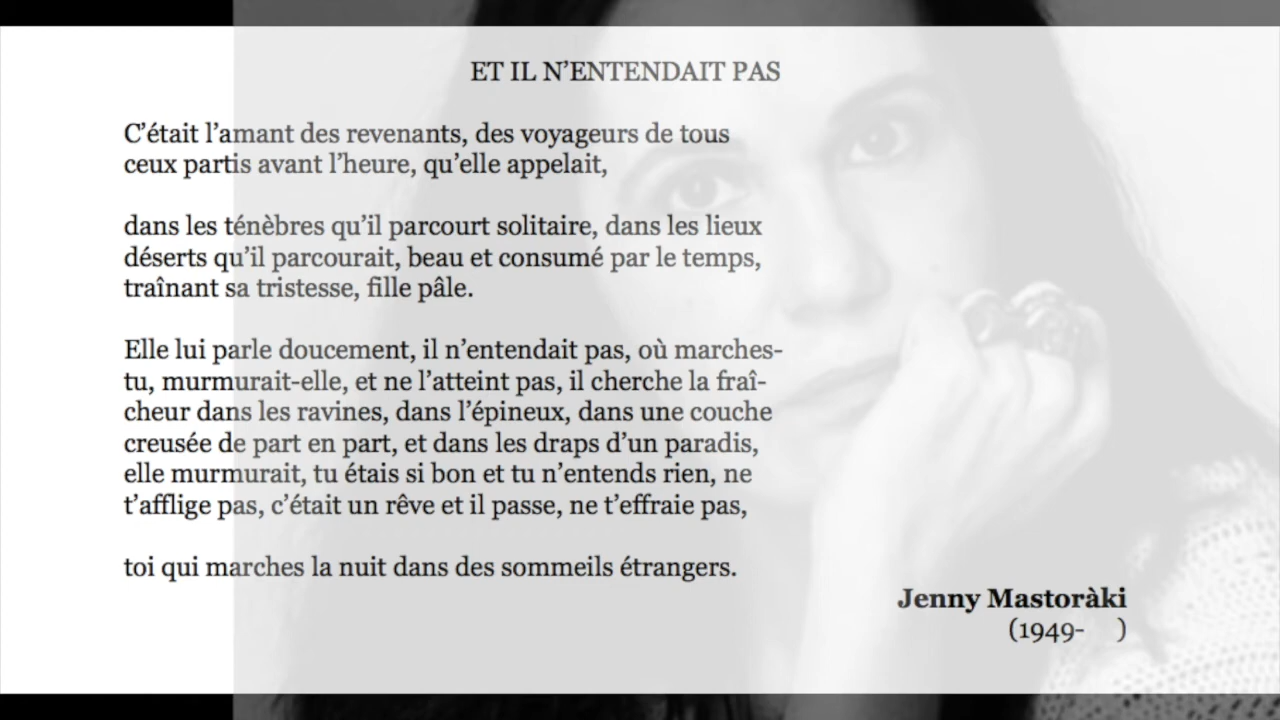 ET IL N’ENTENDAIT PAS
C’était l’amant des revenants, des voyageurs de tous
ceux partis avant l’heure, qu’elle appelait,
dans les ténèbres qu’il parcourt solitaire, dans les lieux
déserts qu’il parcourait, beau et consumé par le temps,
traînant sa tristesse, fille pâle.
Elle lui parle doucement, il n’entendait pas, où marches-
tu, murmurait-elle, et ne l’atteint pas, il cherche la fraî-
cheur dans les ravines, dans l’épineux, dans une couche
creusée de part en part, et dans les draps d’un paradis,
elle murmurait, tu étais si bon et tu n’entends rien, ne
t’afflige pas, c’était un rêve et il passe, ne t’effraie pas,
toi qui marches la nuit dans des sommeils étrangers.
Jenny Mastoràki
(1949- )